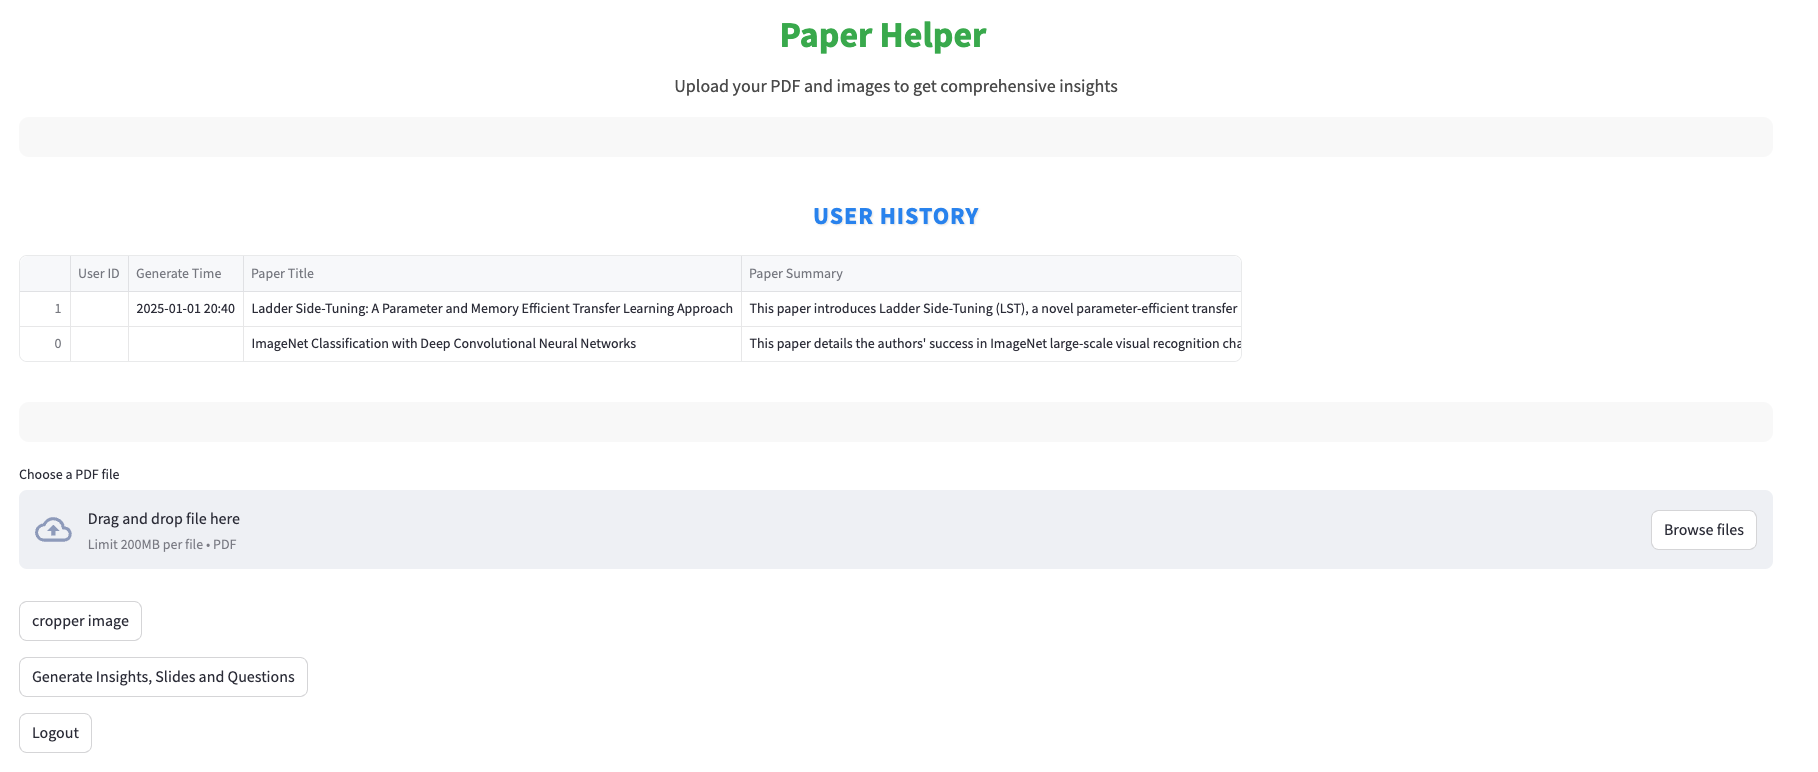 Paper Helper
Upload your PDF and images to get comprehensive insights
USER HISTORY
User ID Generate Time Paper Title Paper Summary
1 2025-01-01 20:40 Ladder Side-Tuning: A Parameter and Memory Efficient Transfer Learning Approach This paper introduces Ladder Side-Tuning (LST), a novel parameter-efficient transfer
0 ImageNet Classification with Deep Convolutional Neural Networks This paper details the authors' success in ImageNet large-scale visual recognition cha
Choose a PDF file
Drag and drop file here
Limit 200MB per file • PDF
Browse files
cropper image
Generate Insights, Slides and Questions
Logout